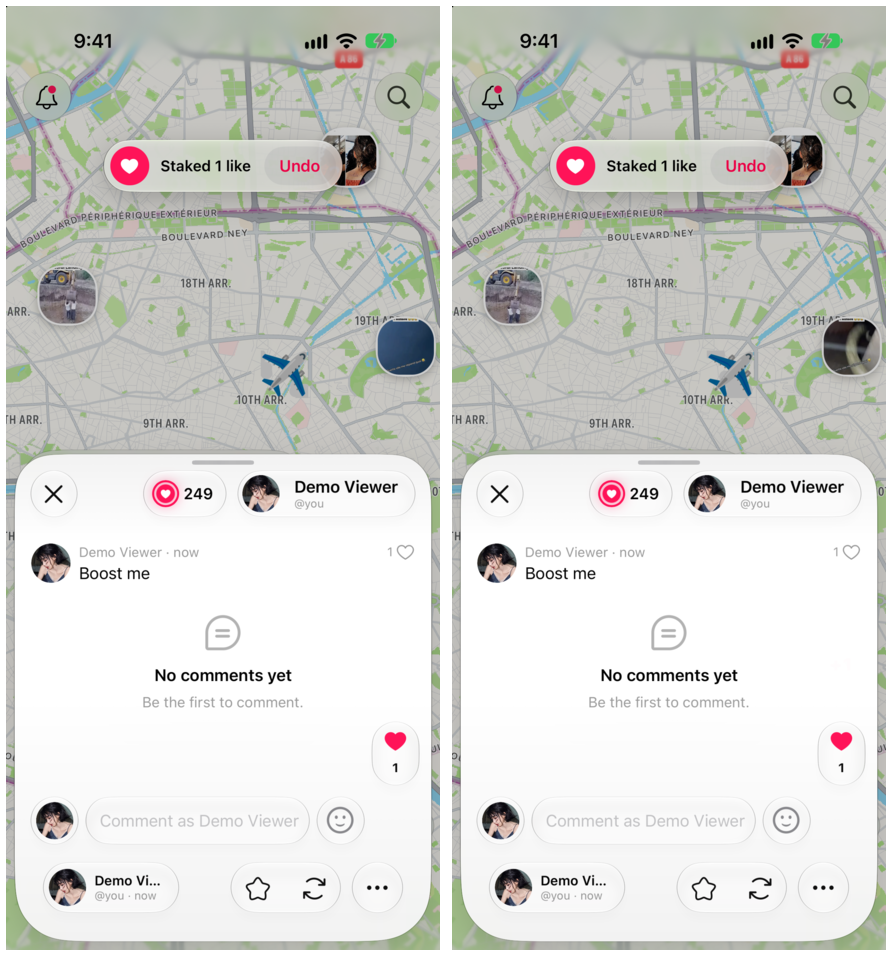 9:41
A 86
Staked 1 like Undo
BOULEVARD PÉRIPHÉRIQUE EXTÉRIEUR
BOULEVARD NEY
18TH ARR.
ARR.
19TH A
10TH ARR.
TH ARR.
9TH ARR.
249
Demo Viewer
@you
Demo Viewer · now
1
Boost me
No comments yet
Be the first to comment.
1
Comment as Demo Viewer
Demo Vi...
@you · now
9:41
A 86
Staked 1 like Undo
BOULEVARD PÉRIPHÉRIQUE EXTÉRIEUR
BOULEVARD NEY
18TH ARR.
ARR.
19TH A
10TH ARR.
TH ARR.
9TH ARR.
249
Demo Viewer
@you
Demo Viewer · now
1
Boost me
No comments yet
Be the first to comment.
1
Comment as Demo Viewer
Demo Vi...
@you · now